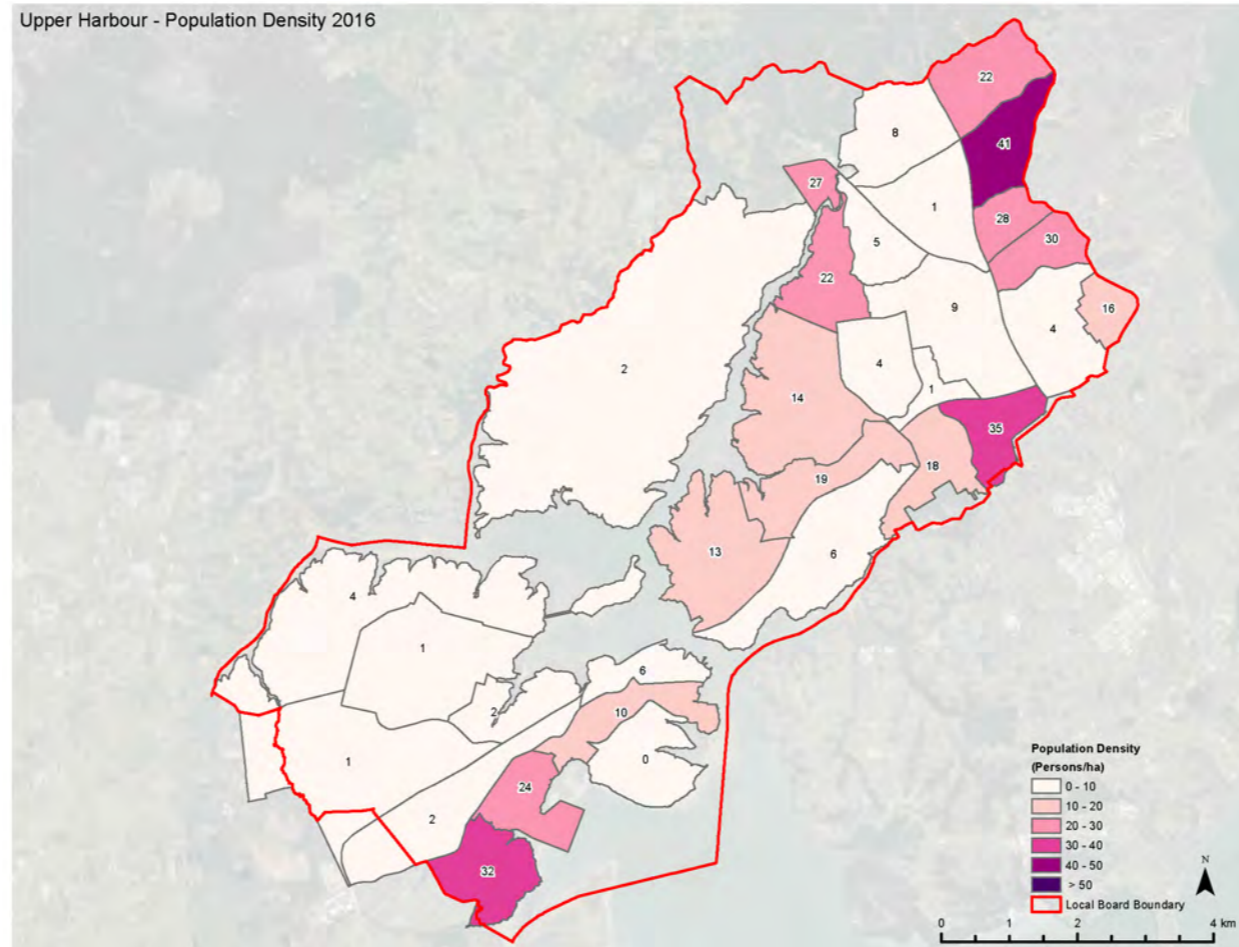 Upper Harbour - Population Density 2016
22
8
41
27
1
28
5
30
22
9
16
4
2
4
14
1
35
18
19
13
6
4
1
6
2
10
0
1
24
2
32
Population Density
(Persons/ha)
0 - 10
10 - 20
20 - 30
30 - 40
40 - 50
> 50
Local Board Boundary
N
0 1 2 4 km